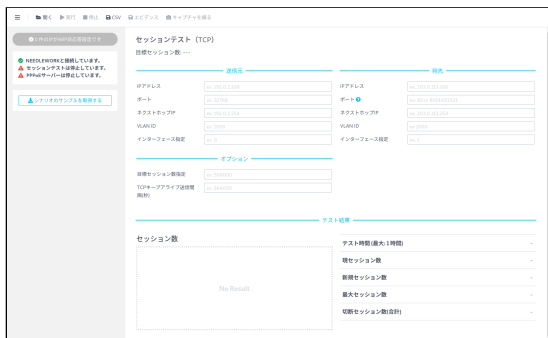 開く 実行 停止 CSV エビデンス キャプチャを撮る
NEEDLEWORKと接続しています。
セッションテストは停止しています。
PPPoEサーバーは停止しています。
シナリオのサンプルを取得する
セッションテスト (TCP)
目標セッション数: ---
送信元
宛先
IPアドレス
IPアドレス
ポート
ポート
ネクストホップIP
ネクストホップIP
VLAN ID
VLAN ID
インターフェース指定
インターフェース指定
オプション
目標セッション数指定
TCPキープアライブ送信間
隔(秒)
テスト結果
セッション数
No Result
テスト時間 (最大: 1 時間) -
現セッション数 -
新規セッション数 -
最大セッション数 -
切断セッション数(合計) -